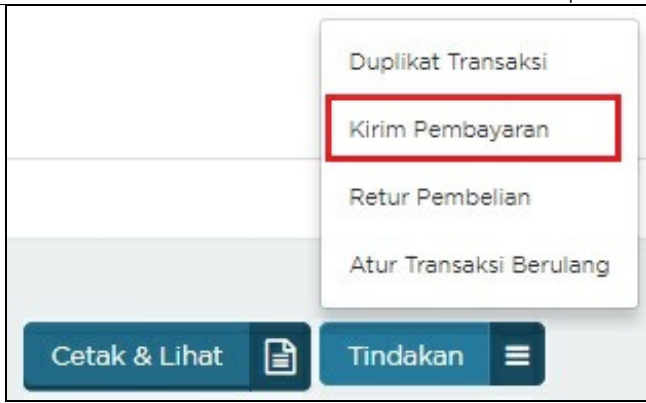 Duplikat Transaksi
Kirim Pembayaran
Retur Pembelian
Atur Transaksi Berulang
Cetak & Lihat
Tindakan